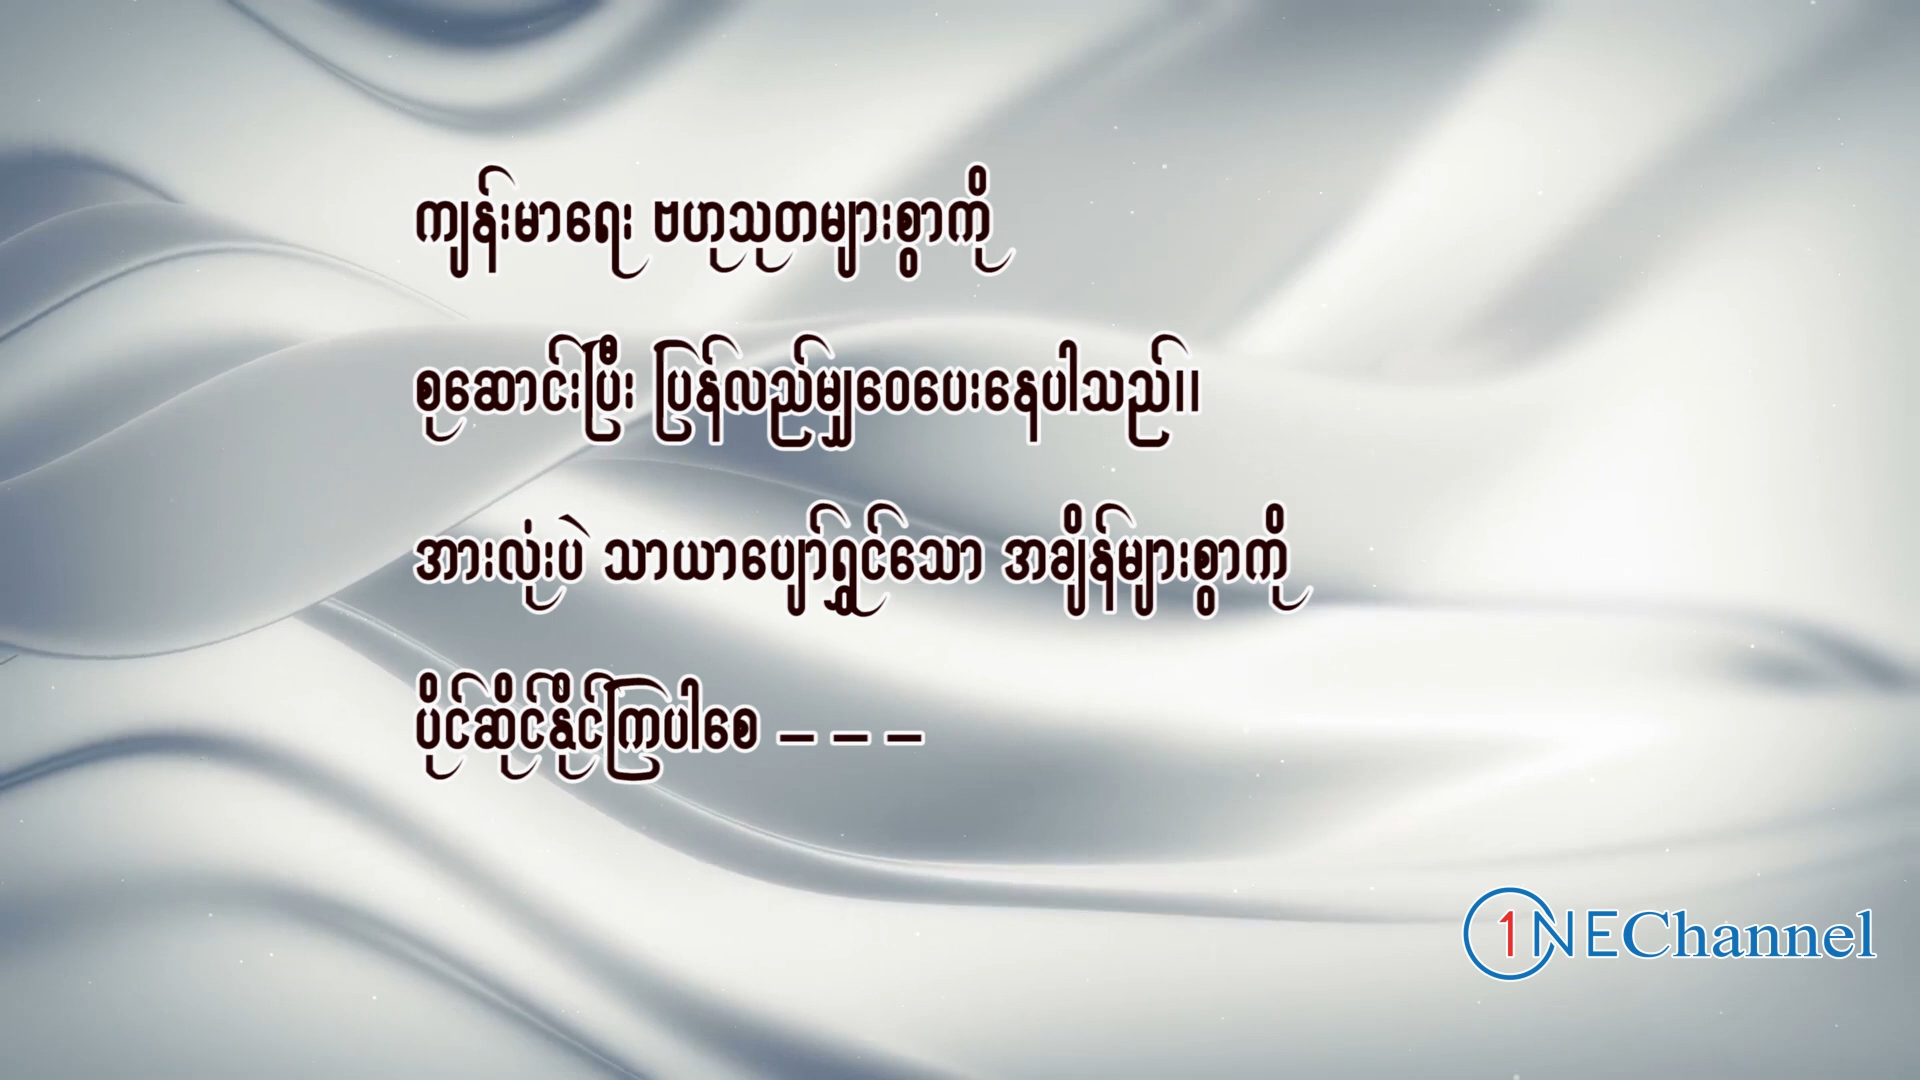 ကျန်းမာရေး ဗဟုသုတများစွာကို
စုဆောင်းပြီး ပြန်လည်မျှဝေပေးနေပါသည်။
အားလုံးပဲ သာယာပျော်ရွှင်သော အချိန်များစွာကို
ပိုင်ဆိုင်နိုင်ကြပါစေ – – –
1NEChannel